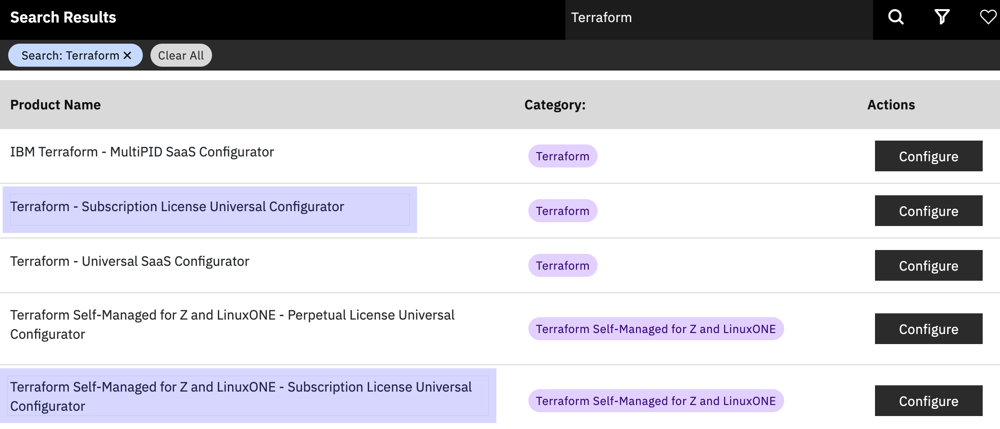 Search Results
Terraform
Search: Terraform ✕
Clear All
Product Name
Category:
Actions
IBM Terraform - MultiPID SaaS Configurator
Terraform
Configure
Terraform - Subscription License Universal Configurator
Terraform
Configure
Terraform - Universal SaaS Configurator
Terraform
Configure
Terraform Self-Managed for Z and LinuxONE - Perpetual License Universal
Configurator
Terraform Self-Managed for Z and LinuxONE
Configure
Terraform Self-Managed for Z and LinuxONE - Subscription License Universal
Configurator
Terraform Self-Managed for Z and LinuxONE
Configure